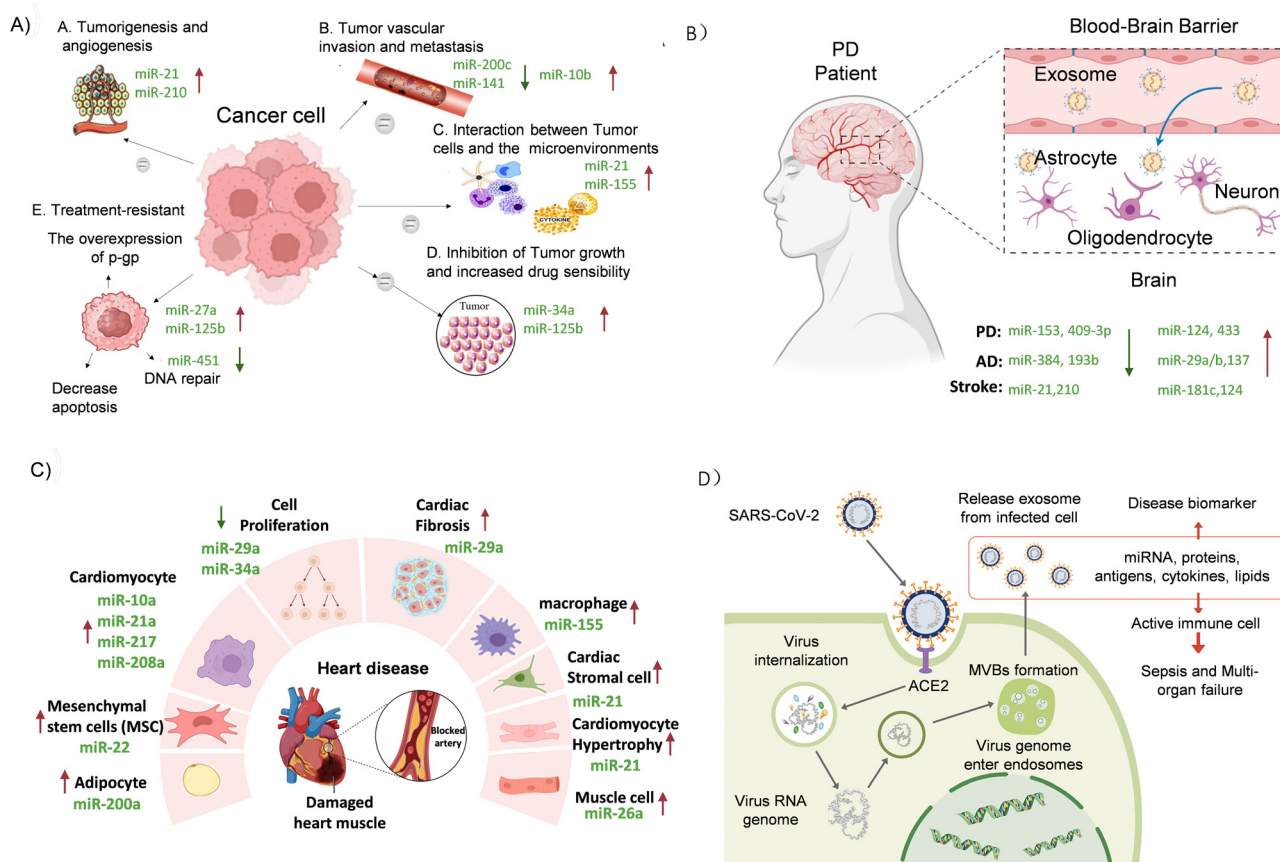 A)
A. Tumorigenesis and
angiogenesis
miR-21
miR-210
B. Tumor vascular
invasion and metastasis
miR-200c
miR-141
miR-10b
Cancer cell
C. Interaction between Tumor
cells and the microenvironments
miR-21
miR-155
CYTOKINE
D. Inhibition of Tumor growth
and increased drug sensibility
Tumor
miR-34a
miR-125b
E. Treatment-resistant
The overexpression
of p-gp
miR-27a
miR-125b
miR-451
DNA repair
Decrease
apoptosis
B)
PD
Patient
Blood-Brain Barrier
Exosome
Astrocyte
Neuron
Oligodendrocyte
Brain
PD: miR-153, 409-3p miR-124, 433
AD: miR-384, 193b miR-29a/b,137
Stroke: miR-21,210 miR-181c,124
C)
Cell
Proliferation
miR-29a
miR-34a
Cardiac
Fibrosis
miR-29a
Cardiomyocyte
miR-10a
miR-21a
miR-217
miR-208a
macrophage
miR-155
Cardiac
Stromal cell
miR-21
Mesenchymal
stem cells (MSC)
miR-22
Cardiomyocyte
Hypertrophy
miR-21
Adipocyte
miR-200a
Muscle cell
miR-26a
Heart disease
Blocked
artery
Damaged
heart muscle
D)
SARS-CoV-2
Release exosome
from infected cell
Disease biomarker
miRNA, proteins,
antigens, cytokines, lipids
Active immune cell
Sepsis and Multi-
organ failure
Virus
internalization
ACE2
MVBs formation
Virus genome
enter endosomes
Virus RNA
genome